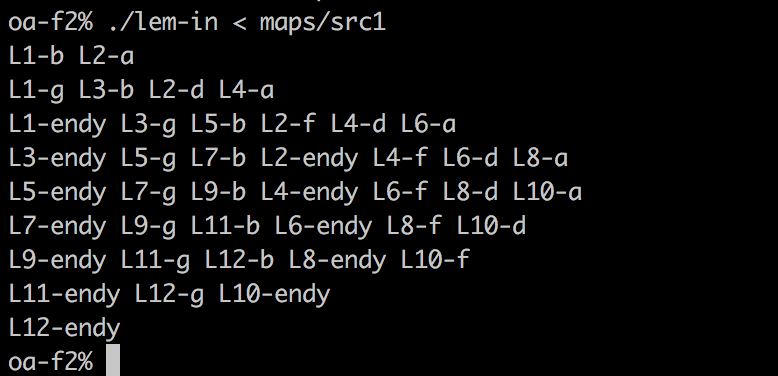 oa-f2% ./lem-in < maps/src1
L1-b L2-a
L1-g L3-b L2-d L4-a
L1-endy L3-g L5-b L2-f L4-d L6-a
L3-endy L5-g L7-b L2-endy L4-f L6-d L8-a
L5-endy L7-g L9-b L4-endy L6-f L8-d L10-a
L7-endy L9-g L11-b L6-endy L8-f L10-d
L9-endy L11-g L12-b L8-endy L10-f
L11-endy L12-g L10-endy
L12-endy
oa-f2%